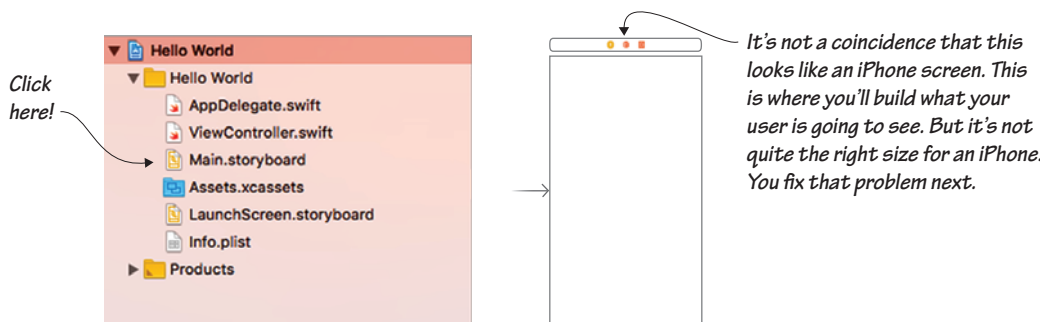 Click
here!
Hello World
Hello World
AppDelegate.swift
ViewController.swift
Main.storyboard
Assets.xcassets
LaunchScreen.storyboard
Info.plist
Products
It's not a coincidence that this
looks like an iPhone screen. This
is where you'll build what your
user is going to see. But it's not
quite the right size for an iPhone.
You fix that problem next.